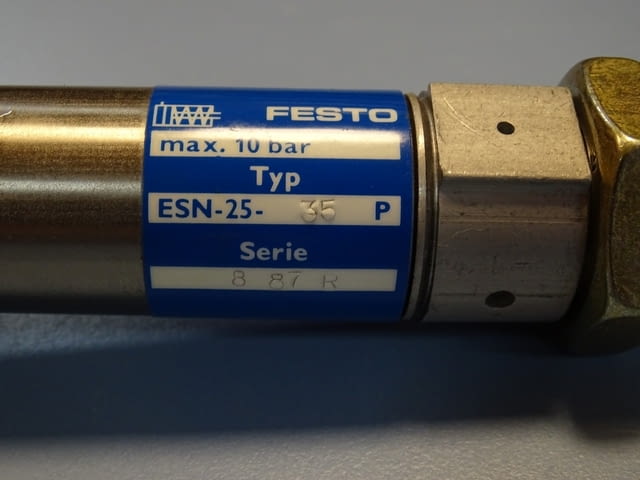 FESTO
max. 10 bar
Typ
ESN-25- 35 P
Serie
8 87 R